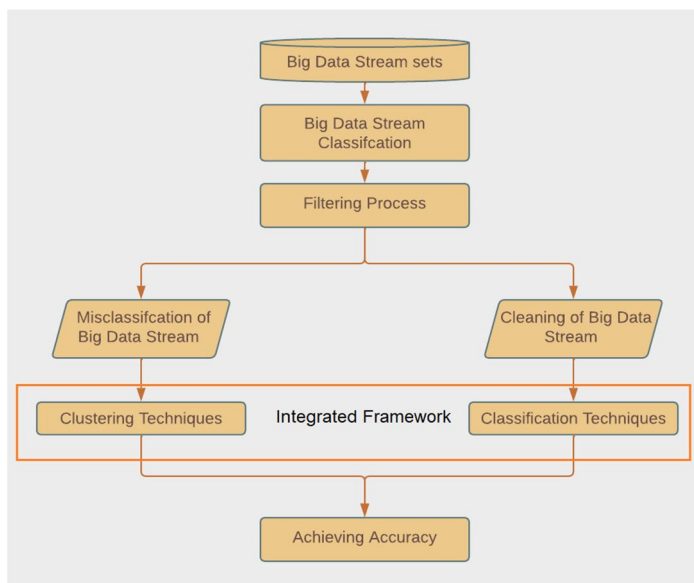 Big Data Stream sets
Big Data Stream
Classifcation
Filtering Process
Misclassifcation of
Big Data Stream
Cleaning of Big Data
Stream
Clustering Techniques
Integrated Framework
Classification Techniques
Achieving Accuracy